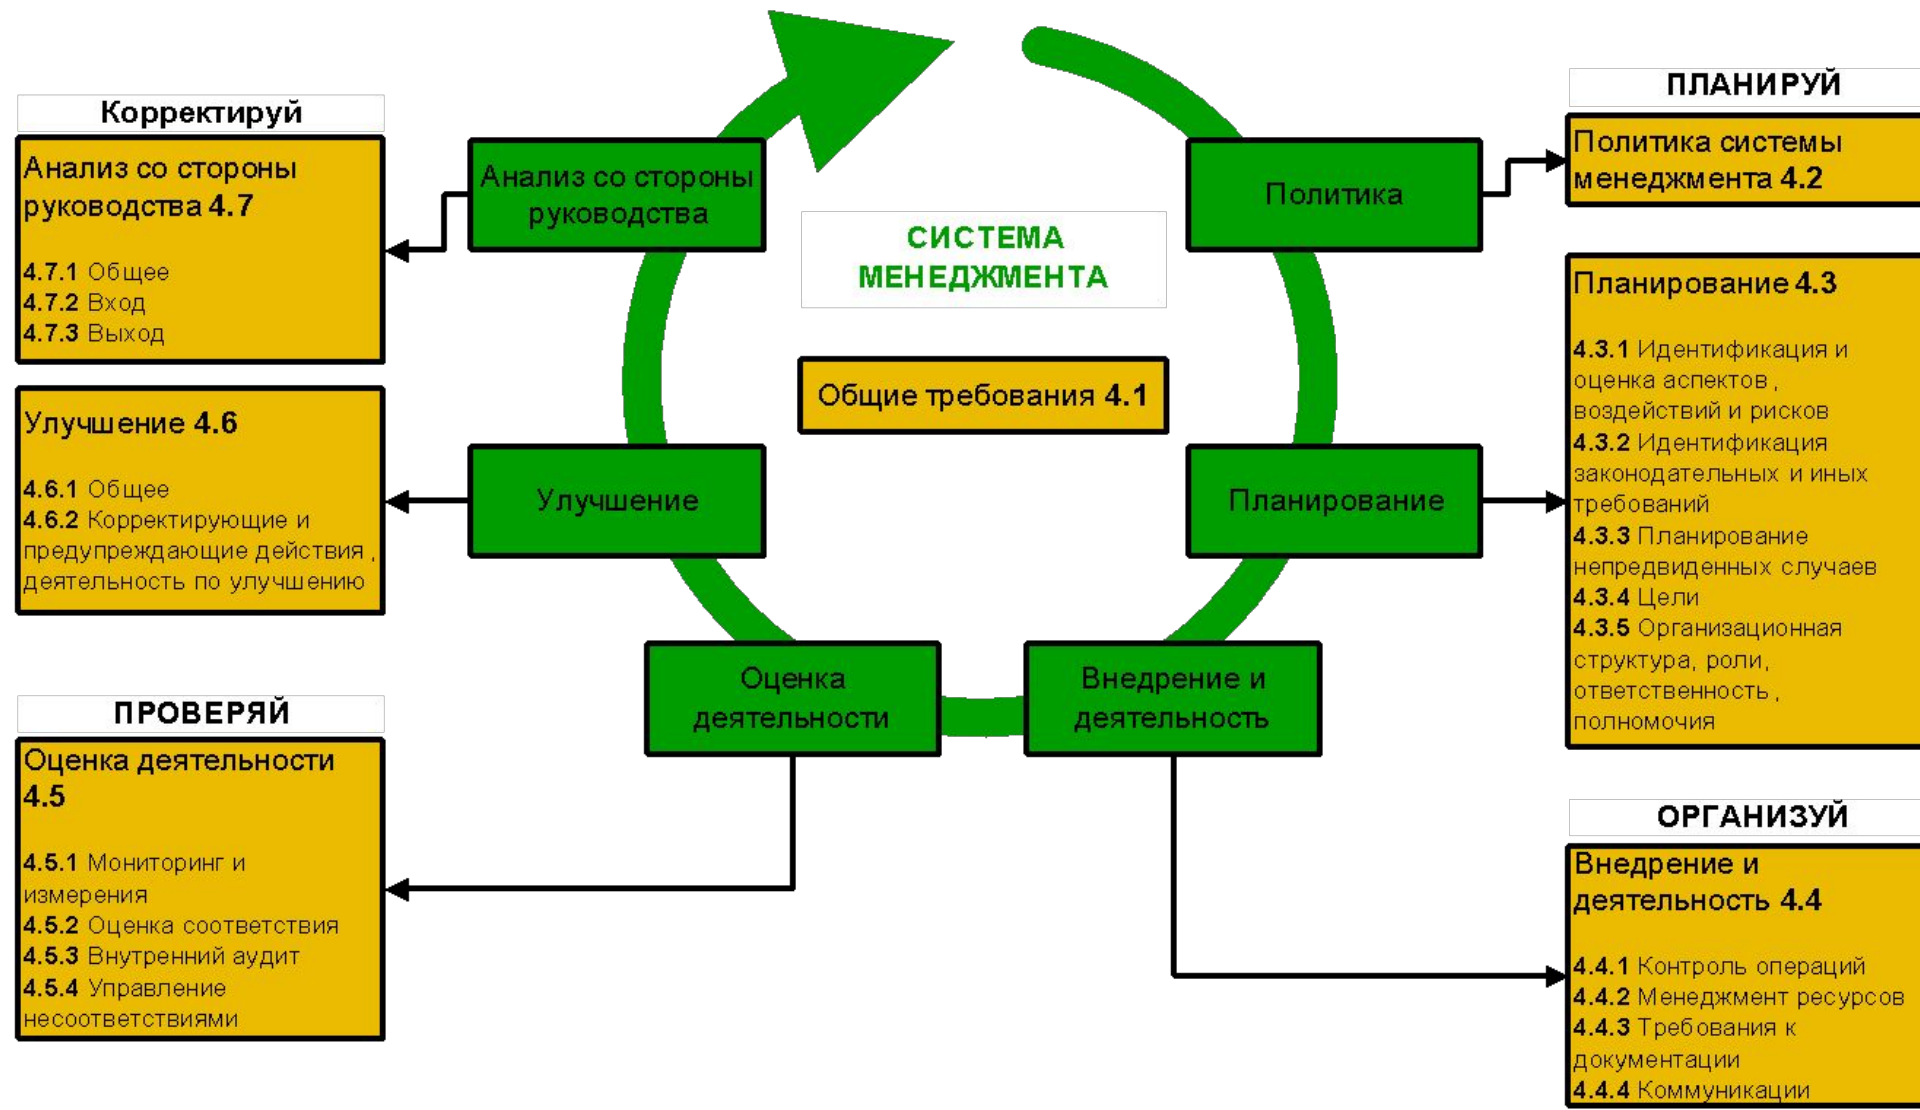 Корректируй
Анализ со стороны
руководства 4.7
4.7.1 Общее
4.7.2 Вход
4.7.3 Выход
Улучшение 4.6
4.6.1 Общее
4.6.2 Корректирующие и
предупреждающие действия ,
деятельность по улучшению
ПРОВЕРЯЙ
Оценка деятельности
4.5
4.5.1 Мониторинг и
измерения
4.5.2 Оценка соответствия
4.5.3 Внутренний аудит
4.5.4 Управление
несоответствиями
Анализ со стороны
руководства
Улучшение
Оценка
деятельности
СИСТЕМА
МЕНЕДЖМЕНТА
Общие требования 4.1
Политика
Планирование
Внедрение и
деятельность
ПЛАНИРУЙ
Политика системы
менеджмента 4.2
Планирование 4.3
4.3.1 Идентификация и
оценка аспектов ,
воздействий и рисков
4.3.2 Идентификация
законодательных и иных
требований
4.3.3 Планирование
непредвиденных случаев
4.3.4 Цели
4.3.5 Организационная
структура, роли,
ответственность ,
полномочия
ОРГАНИЗУЙ
Внедрение и
деятельность 4.4
4.4.1 Контроль операций
4.4.2 Менеджмент ресурсов
4.4.3 Требования к
документации
4.4.4 Коммуникации